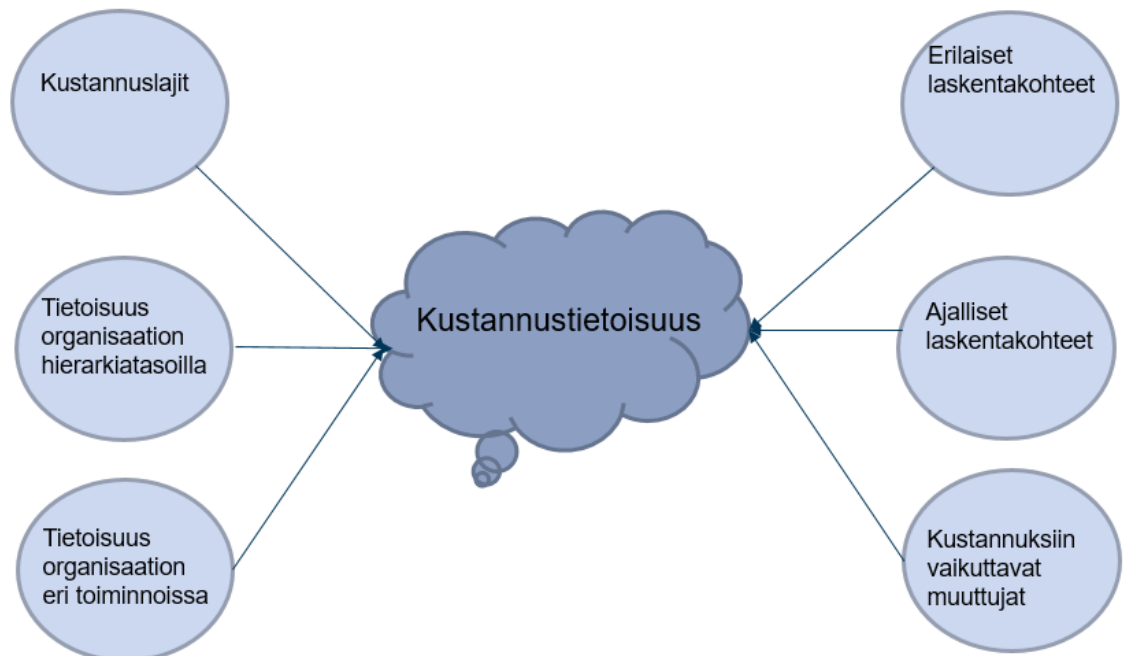 Kustannuslajit
Tietoisuus
organisaation
hierarkiatasoilla
Tietoisuus
organisaation
eri toiminnoissa
Kustannustietoisuus
Erilaiset
laskentakohteet
Ajalliset
laskentakohteet
Kustannuksiin
vaikuttavat
muuttujat